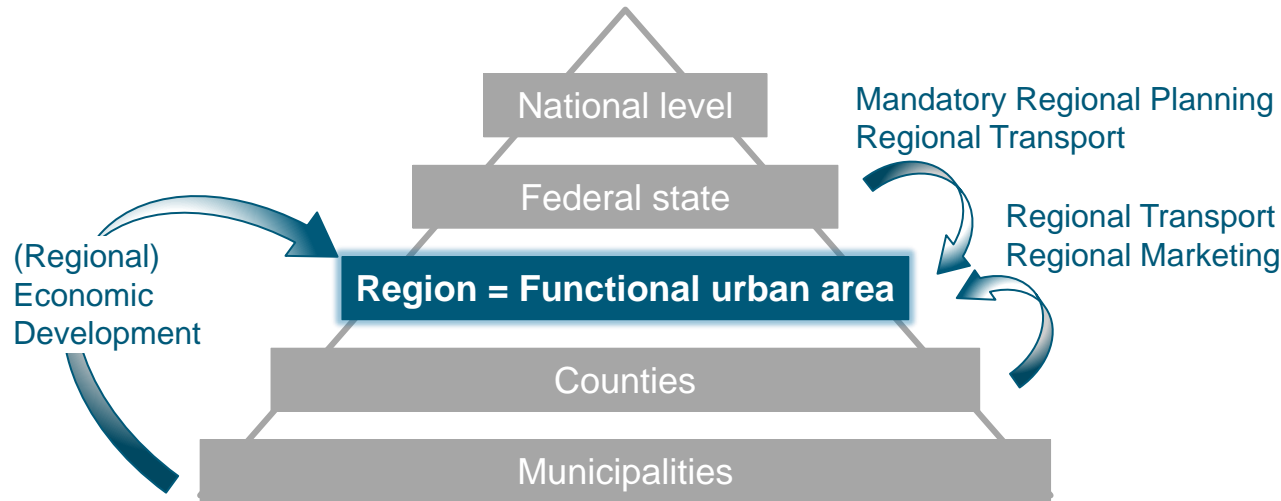 National level
Mandatory Regional Planning
Regional Transport
Federal state
Regional Transport
Regional Marketing
(Regional)
Economic
Development
Region = Functional urban area
Counties
Municipalities